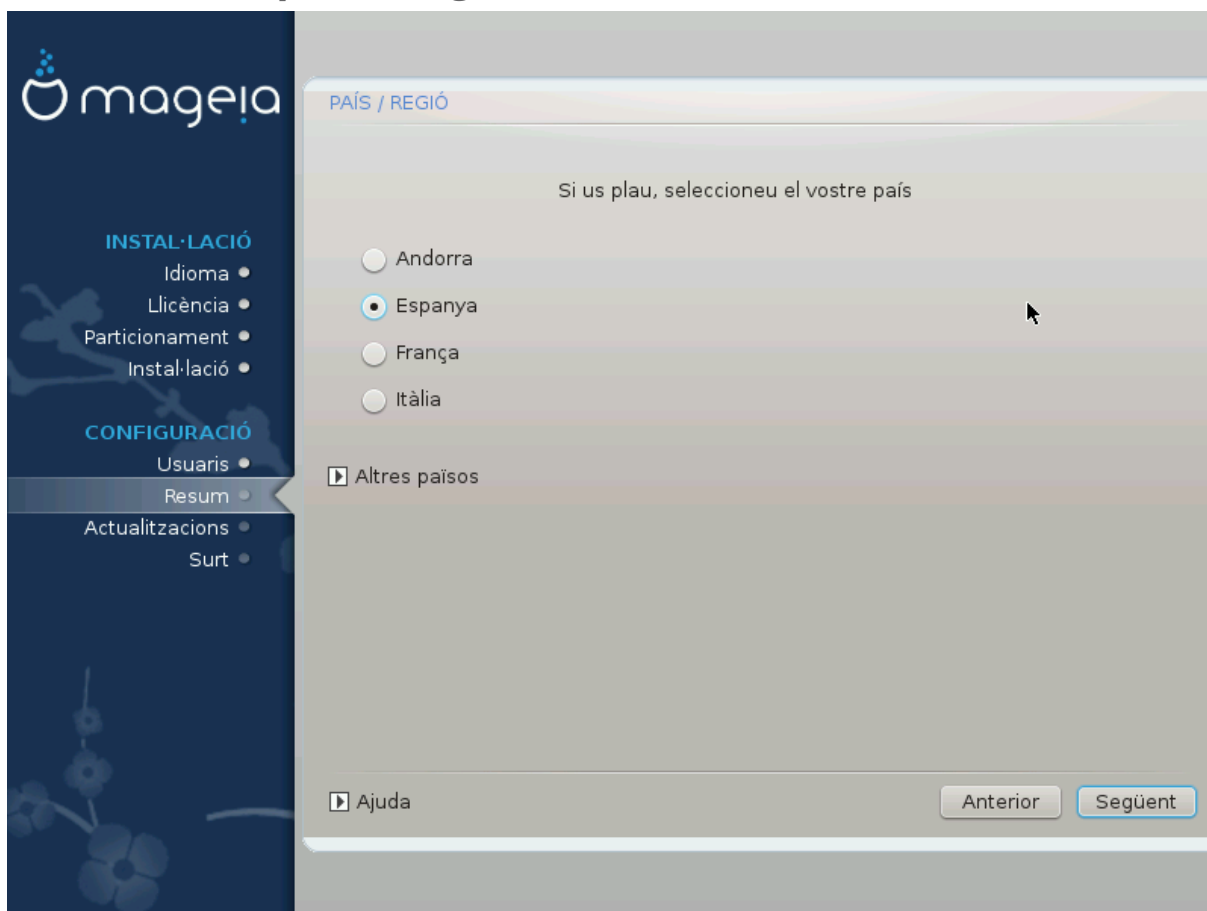 mageia
INSTAL·LACIÓ
Idioma
Llicència
Particionament
Instal·lació
CONFIGURACIÓ
Usuaris
Resum
Actualitzacions
Surt
PAÍS / REGIÓ
Si us plau, seleccioneu el vostre país
Andorra
Espanya
França
Itàlia
Altres països
Ajuda
Anterior
Següent